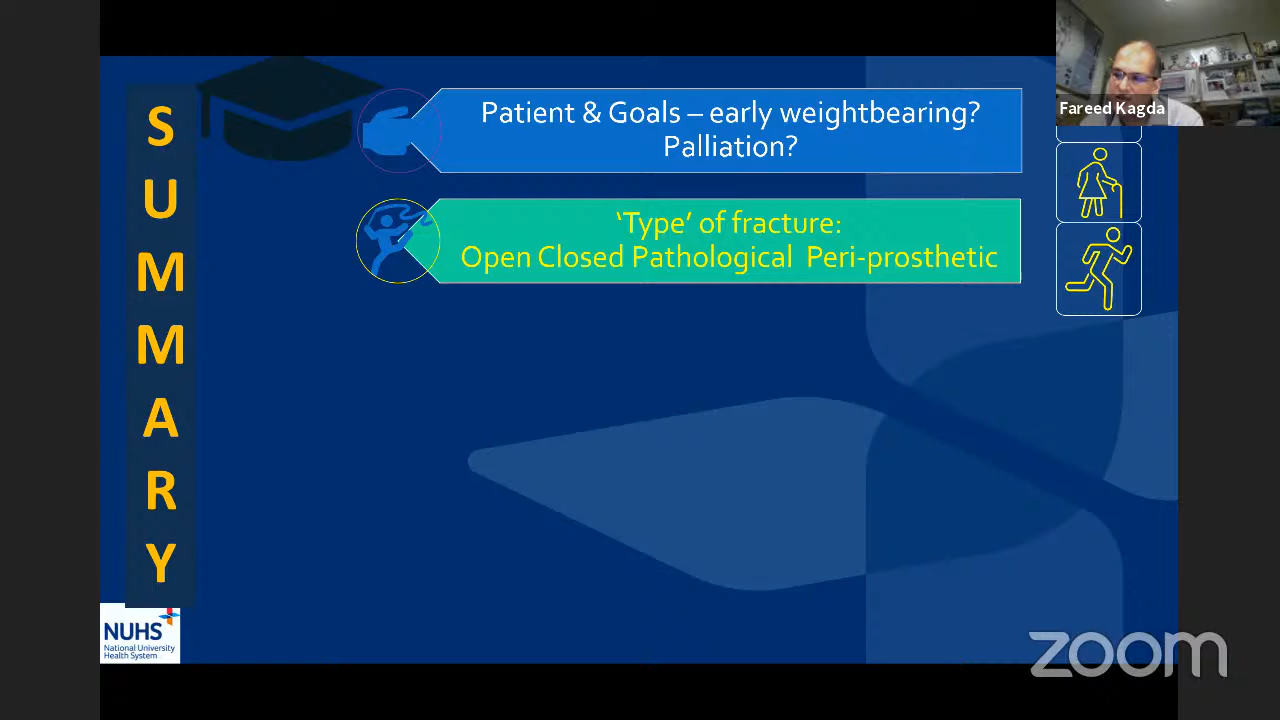 S
U
M
M
A
R
Y
Patient & Goals – early weightbearing?
Palliation?
‘Type’ of fracture:
Open Closed Pathological Peri-prosthetic
Fareed Kagda
NUHS
National University
Health System
zoom